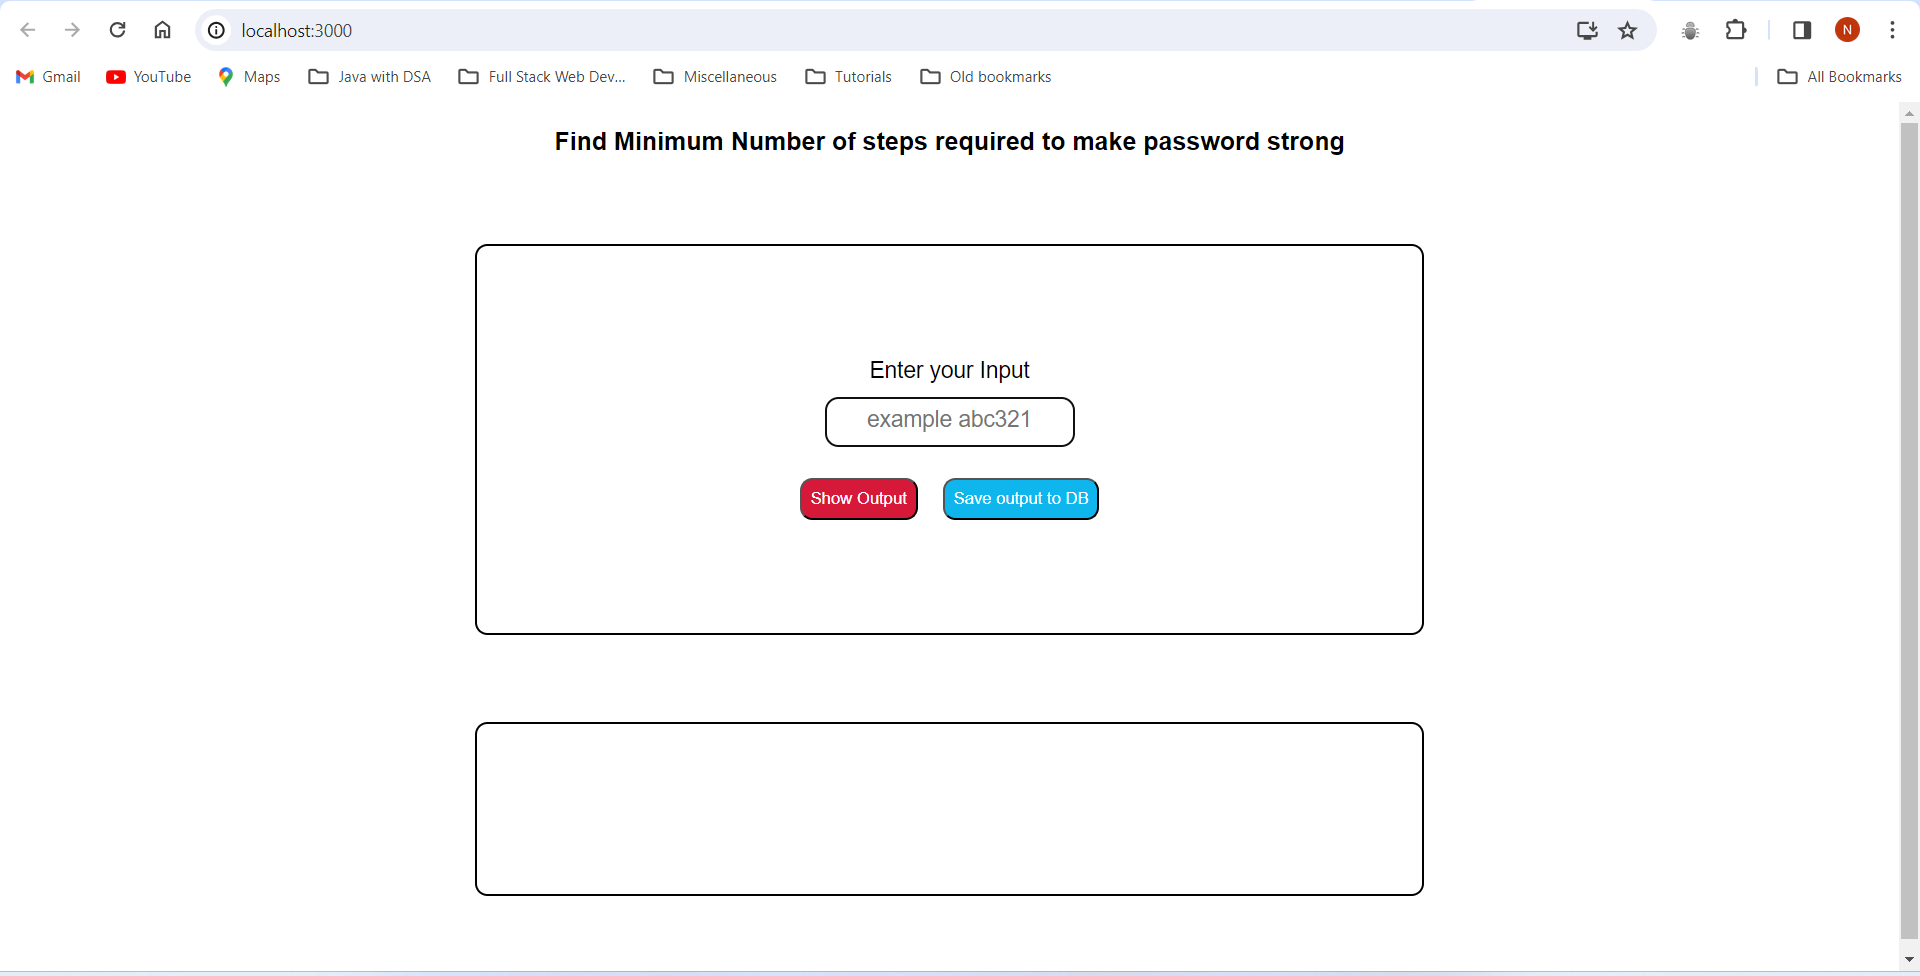 localhost:3000
N
Gmail YouTube Maps Java with DSA Full Stack Web Dev... Miscellaneous Tutorials Old bookmarks All Bookmarks
Find Minimum Number of steps required to make password strong
Enter your Input
example abc321
Show Output Save output to DB